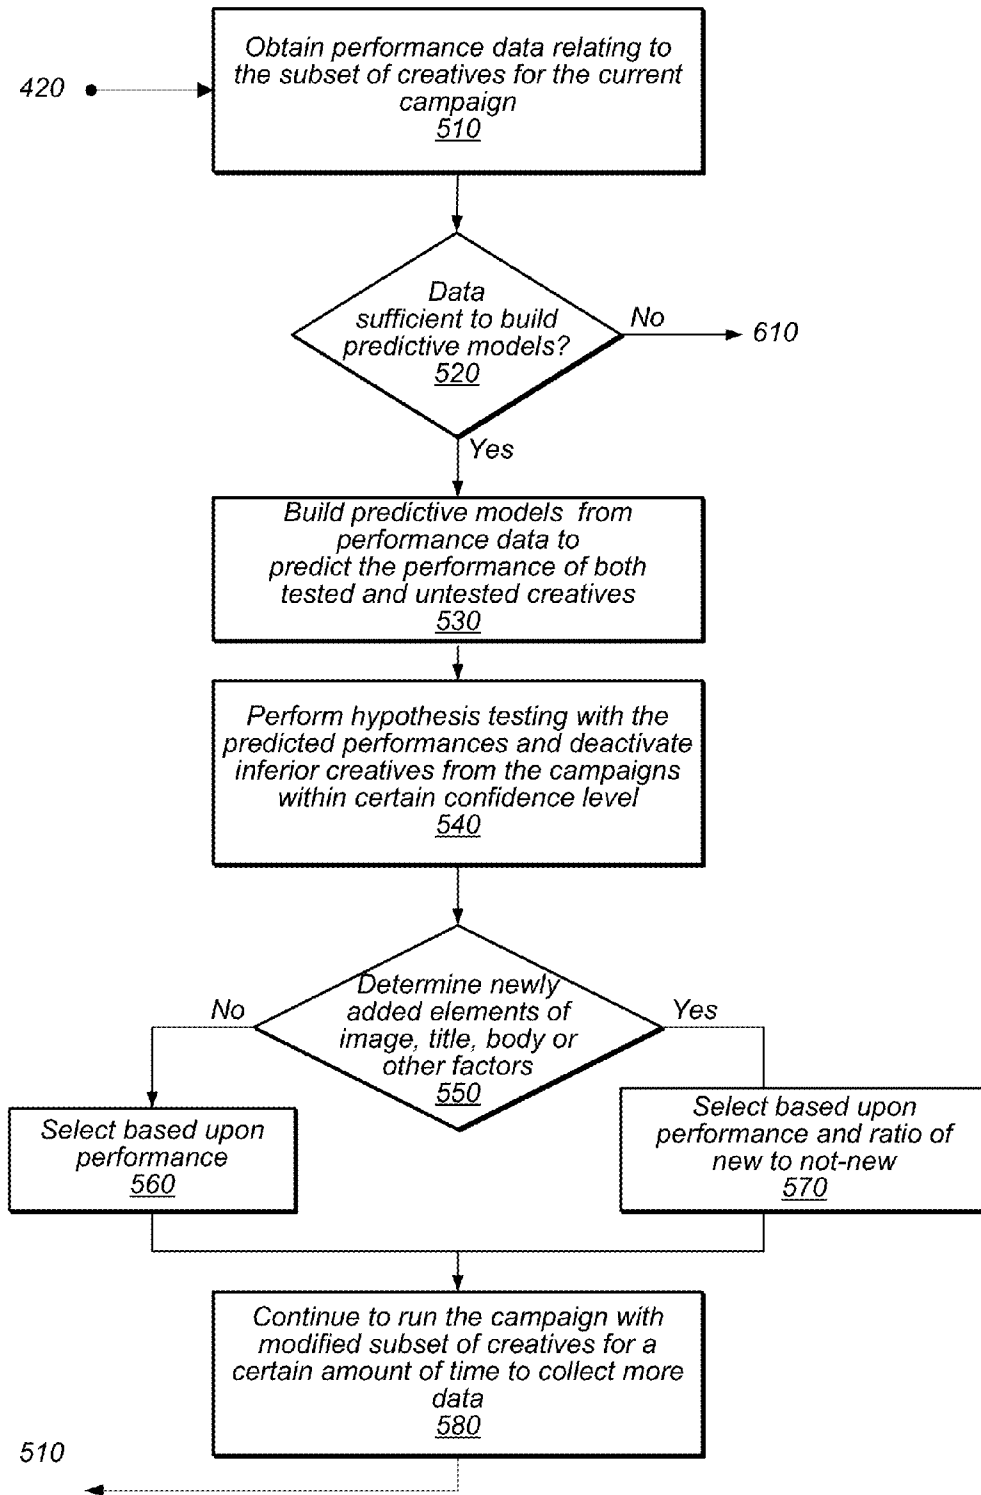 Obtain performance data relating to
the subset of creatives for the current
campaign
510
420
Data
sufficient to build
predictive models?
520
No
610
Yes
Build predictive models from
performance data to
predict the performance of both
tested and untested creatives
530
Perform hypothesis testing with the
predicted performances and deactivate
inferior creatives from the campaigns
within certain confidence level
540
Determine newly
added elements of
image, title, body or
other factors
550
No
Yes
Select based upon
performance
560
Select based upon
performance and ratio of
new to not-new
570
Continue to run the campaign with
modified subset of creatives for a
certain amount of time to collect more
data
580
510